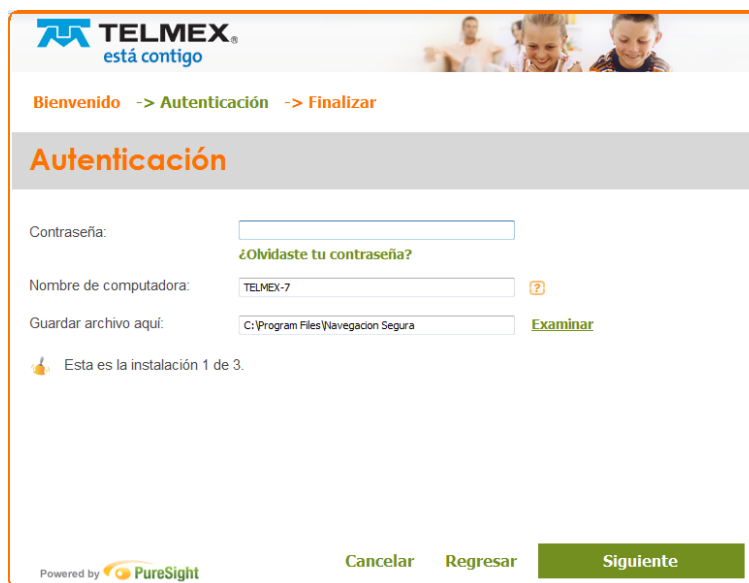 TELMEX®
está contigo
Bienvenido -> Autenticación -> Finalizar
Autenticación
Contraseña:
¿Olvidaste tu contraseña?
Nombre de computadora: TELMEX-7 ?
Guardar archivo aquí: C:\Program Files\Navegacion Segura Examinar
Esta es la instalación 1 de 3.
Powered by PureSight Cancelar Regresar Siguiente